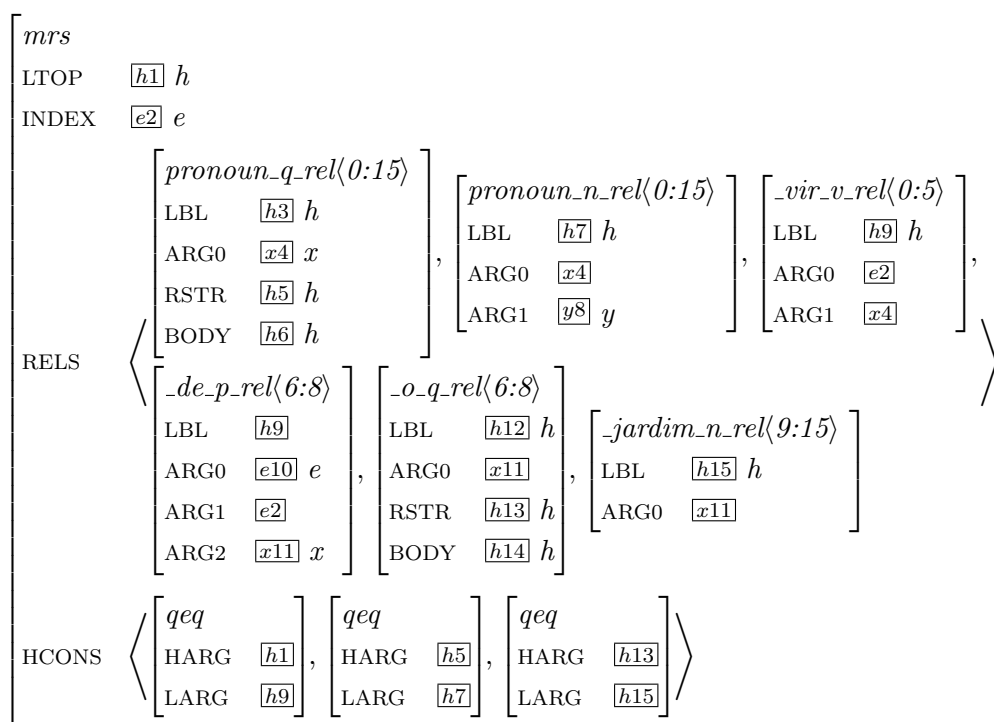 mrs
LTOP h1 h
INDEX e2 e
RELS ⟨ [pronoun_q_rel⟨0:15⟩
LBL h3 h
ARG0 x4 x
RSTR h5 h
BODY h6 h],
[pronoun_n_rel⟨0:15⟩
LBL h7 h
ARG0 x4
ARG1 y8 y],
[_vir_v_rel⟨0:5⟩
LBL h9 h
ARG0 e2
ARG1 x4],
[_de_p_rel⟨6:8⟩
LBL h9
ARG0 e10 e
ARG1 e2
ARG2 x11 x],
[_o_q_rel⟨6:8⟩
LBL h12 h
ARG0 x11
RSTR h13 h
BODY h14 h],
[_jardim_n_rel⟨9:15⟩
LBL h15 h
ARG0 x11] ⟩
HCONS ⟨ [qeq
HARG h1
LARG h9],
[qeq
HARG h5
LARG h7],
[qeq
HARG h13
LARG h15] ⟩